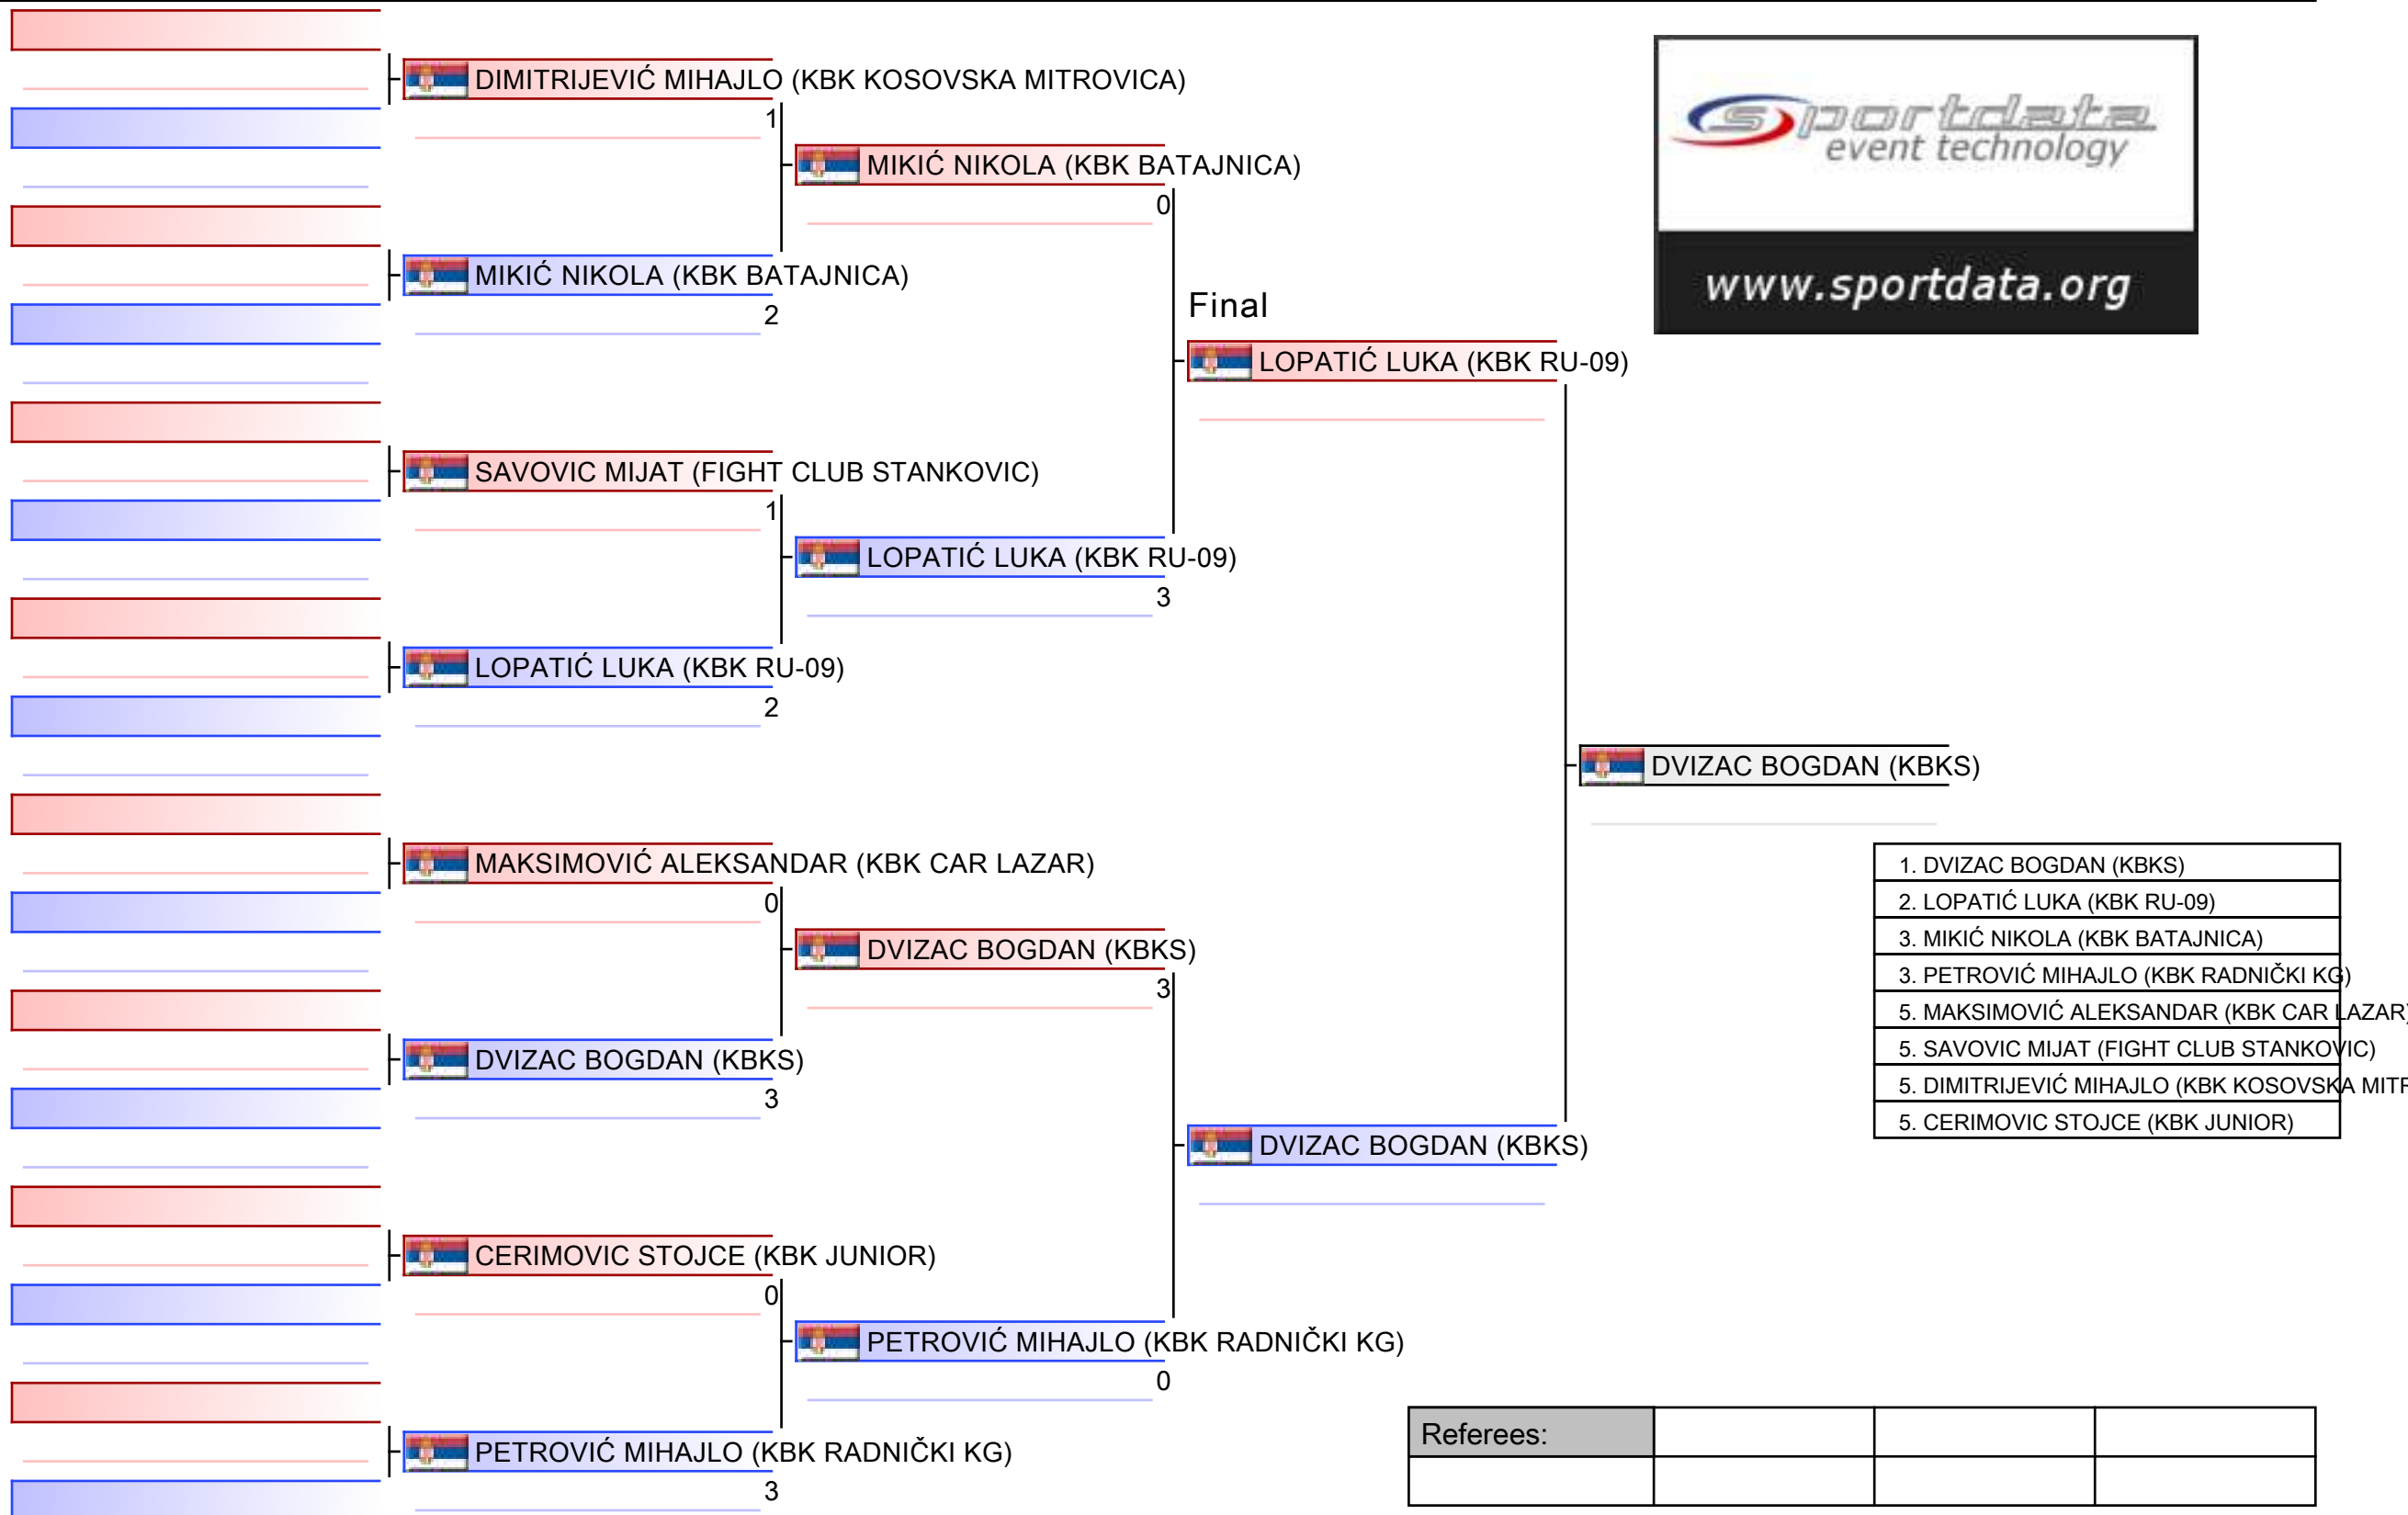 DIMITRIJEVIĆ MIHAJLO (KBK KOSOVSKA MITROVICA)
1
MIKIĆ NIKOLA (KBK BATAJNICA)
0
MIKIĆ NIKOLA (KBK BATAJNICA)
2
sportdata
event technology
www.sportdata.org
Final
LOPATIĆ LUKA (KBK RU-09)
SAVOVIC MIJAT (FIGHT CLUB STANKOVIC)
1
LOPATIĆ LUKA (KBK RU-09)
3
LOPATIĆ LUKA (KBK RU-09)
2
DVIZAC BOGDAN (KBKS)
MAKSIMOVIĆ ALEKSANDAR (KBK CAR LAZAR)
0
DVIZAC BOGDAN (KBKS)
3
DVIZAC BOGDAN (KBKS)
3
DVIZAC BOGDAN (KBKS)
CERIMOVIC STOJCE (KBK JUNIOR)
0
PETROVIĆ MIHAJLO (KBK RADNIČKI KG)
0
PETROVIĆ MIHAJLO (KBK RADNIČKI KG)
3
1. DVIZAC BOGDAN (KBKS)
2. LOPATIĆ LUKA (KBK RU-09)
3. MIKIĆ NIKOLA (KBK BATAJNICA)
3. PETROVIĆ MIHAJLO (KBK RADNIČKI KG)
5. MAKSIMOVIĆ ALEKSANDAR (KBK CAR LAZAR)
5. SAVOVIC MIJAT (FIGHT CLUB STANKOVIC)
5. DIMITRIJEVIĆ MIHAJLO (KBK KOSOVSKA MITR
5. CERIMOVIC STOJCE (KBK JUNIOR)
Referees: